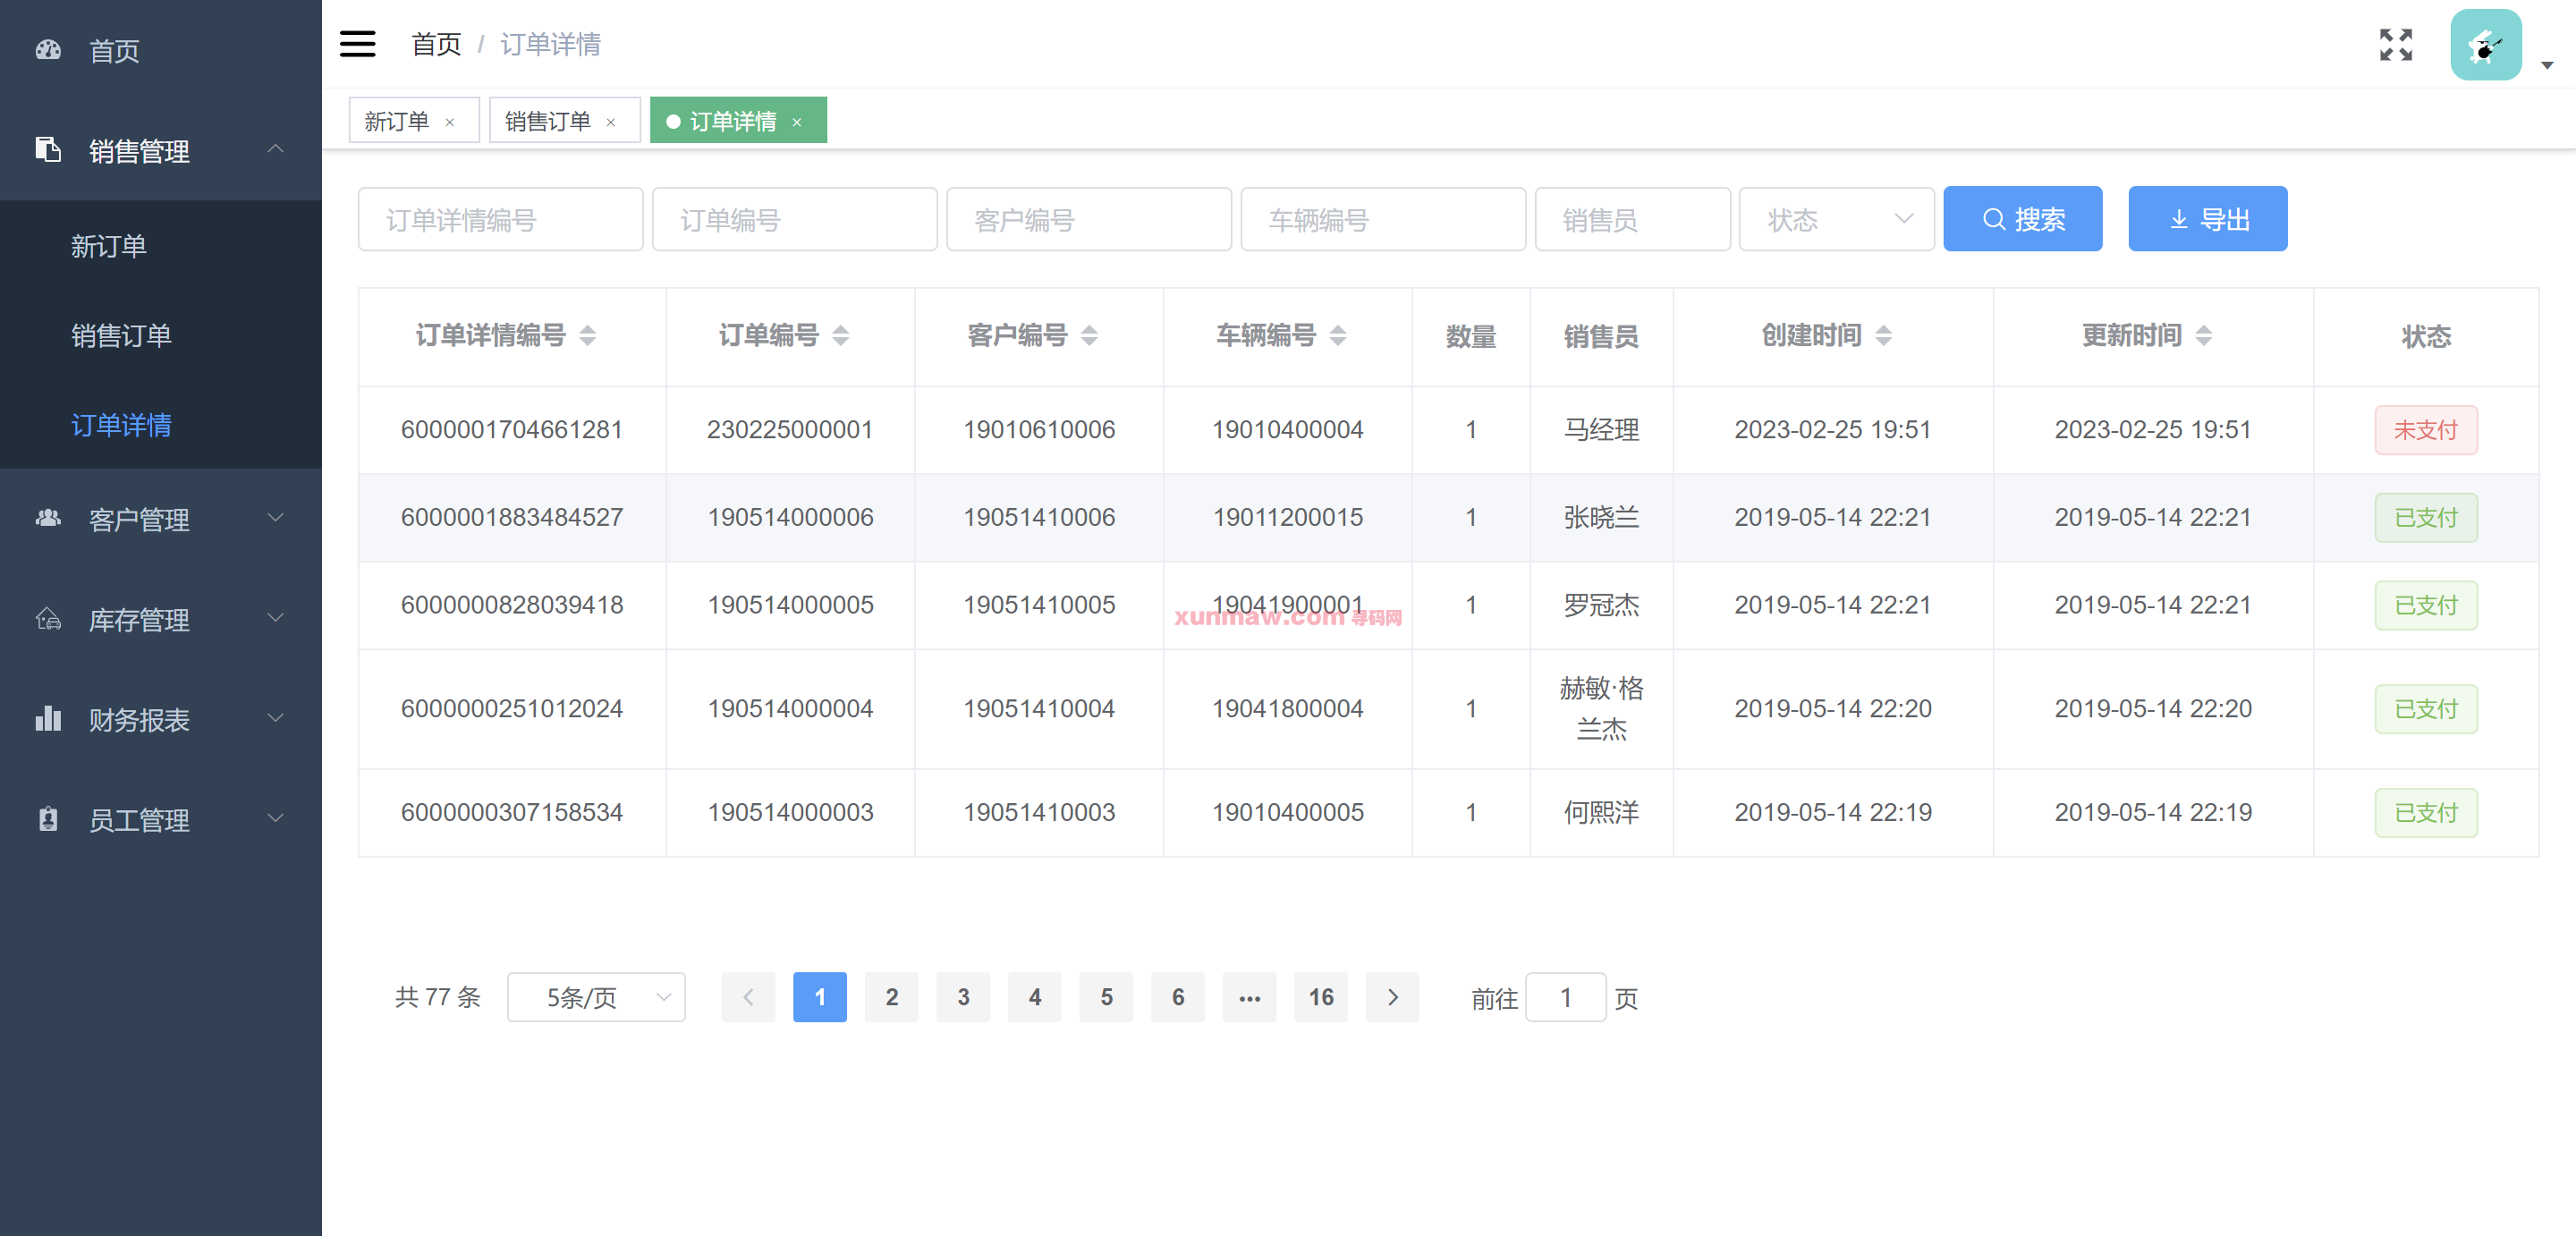 首页
销售管理
新订单
销售订单
订单详情
客户管理
库存管理
财务报表
员工管理
首页 / 订单详情
新订单 × 销售订单 × 订单详情 ×
订单详情编号 订单编号 客户编号 车辆编号 销售员 状态 搜索 导出
订单详情编号 订单编号 客户编号 车辆编号 数量 销售员 创建时间 更新时间 状态
6000001704661281 230225000001 19010610006 19010400004 1 马经理 2023-02-25 19:51 2023-02-25 19:51 未支付
6000001883484527 190514000006 19051410006 19011200015 1 张晓兰 2019-05-14 22:21 2019-05-14 22:21 已支付
6000000828039418 190514000005 19051410005 19041900001 1 罗冠杰 2019-05-14 22:21 2019-05-14 22:21 已支付
xunmaw.com 寻码网
6000000251012024 190514000004 19051410004 19041800004 1 赫敏·格兰杰 2019-05-14 22:20 2019-05-14 22:20 已支付
6000000307158534 190514000003 19051410003 19010400005 1 何熙洋 2019-05-14 22:19 2019-05-14 22:19 已支付
共 77 条 5条/页 1 2 3 4 5 6 ••• 16 前往 1 页